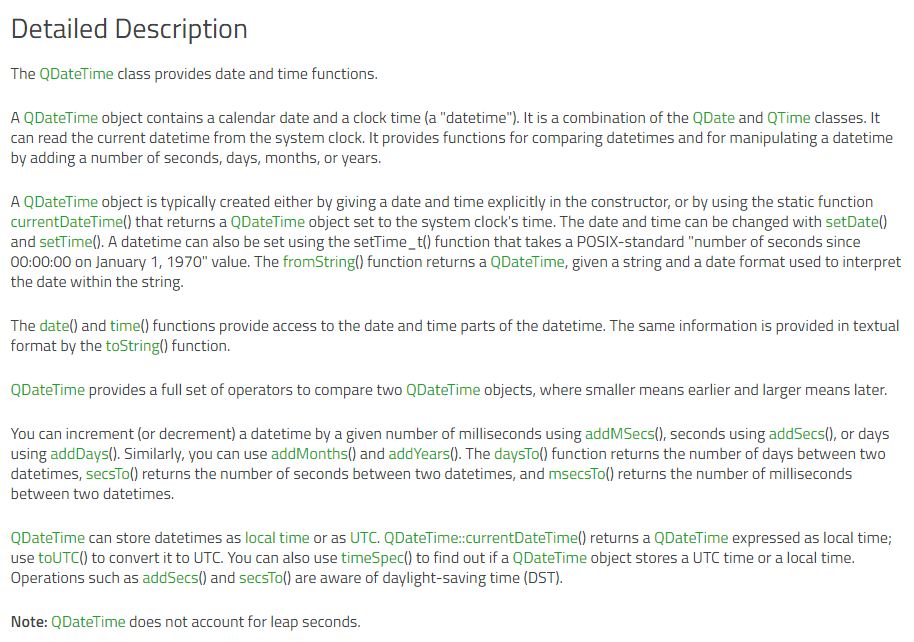 Detailed Description
The QDateTime class provides date and time functions.
A QDateTime object contains a calendar date and a clock time (a "datetime"). It is a combination of the QDate and QTime classes. It
can read the current datetime from the system clock. It provides functions for comparing datetimes and for manipulating a datetime
by adding a number of seconds, days, months, or years.
A QDateTime object is typically created either by giving a date and time explicitly in the constructor, or by using the static function
currentDateTime() that returns a QDateTime object set to the system clock's time. The date and time can be changed with setDate()
and setTime(). A datetime can also be set using the setTime_t() function that takes a POSIX-standard "number of seconds since
00:00:00 on January 1, 1970" value. The fromString() function returns a QDateTime, given a string and a date format used to interpret
the date within the string.
The date() and time() functions provide access to the date and time parts of the datetime. The same information is provided in textual
format by the toString() function.
QDateTime provides a full set of operators to compare two QDateTime objects, where smaller means earlier and larger means later.
You can increment (or decrement) a datetime by a given number of milliseconds using addMSecs(), seconds using addSecs(), or days
using addDays(). Similarly, you can use addMonths() and addYears(). The daysTo() function returns the number of days between two
datetimes, secsTo() returns the number of seconds between two datetimes, and msecsTo() returns the number of milliseconds
between two datetimes.
QDateTime can store datetimes as local time or as UTC. QDateTime::currentDateTime() returns a QDateTime expressed as local time;
use toUTC() to convert it to UTC. You can also use timeSpec() to find out if a QDateTime object stores a UTC time or a local time.
Operations such as addSecs() and secsTo() are aware of daylight-saving time (DST).
Note: QDateTime does not account for leap seconds.